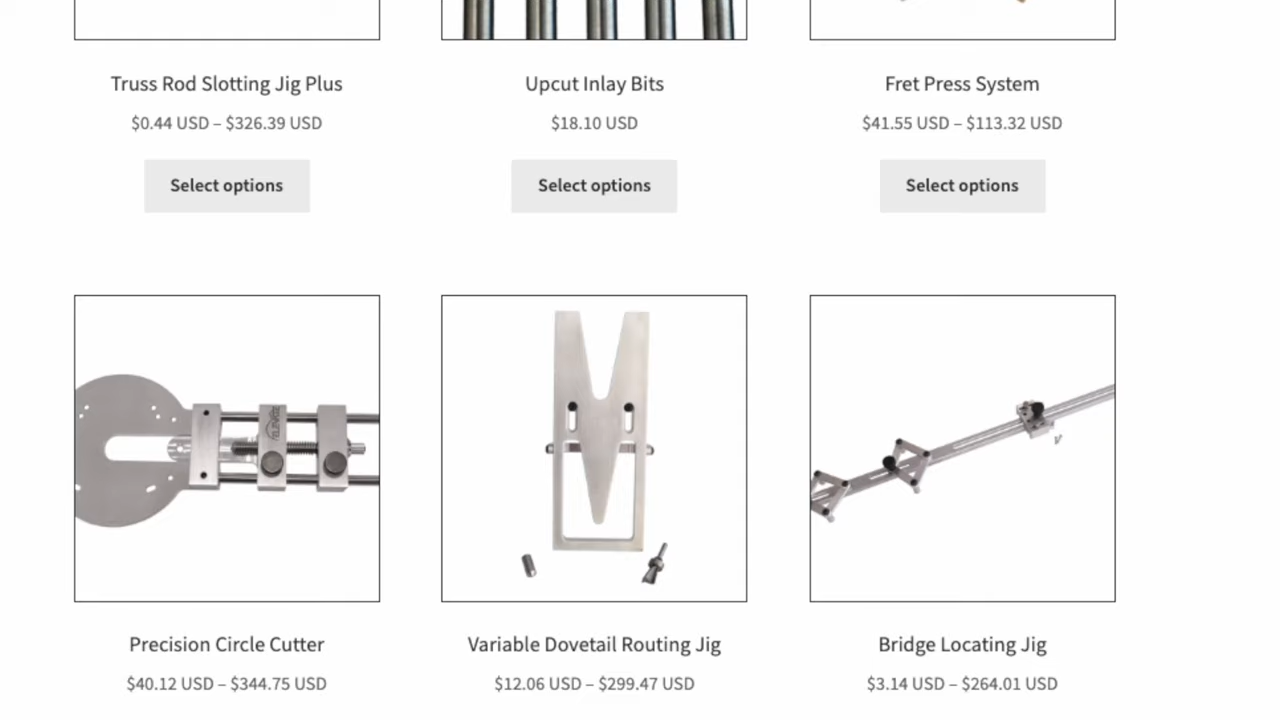 Truss Rod Slotting Jig Plus
$0.44 USD – $326.39 USD
Select options
Upcut Inlay Bits
$18.10 USD
Select options
Fret Press System
$41.55 USD – $113.32 USD
Select options
Precision Circle Cutter
$40.12 USD – $344.75 USD
Variable Dovetail Routing Jig
$12.06 USD – $299.47 USD
Bridge Locating Jig
$3.14 USD – $264.01 USD